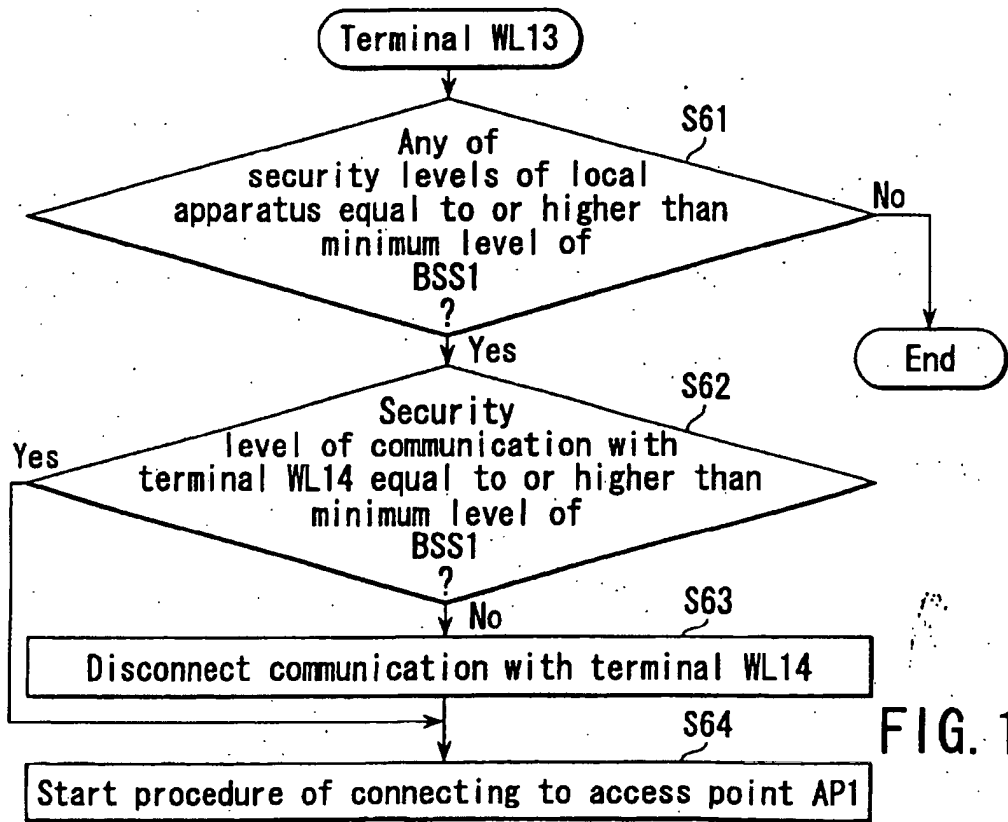 Terminal WL13
S61
Any of
security levels of local
apparatus equal to or higher than
minimum level of
BSS1
?
No
Yes
End
S62
Security
level of communication with
terminal WL14 equal to or higher than
minimum level of
BSS1
?
Yes
No
S63
Disconnect communication with terminal WL14
S64
Start procedure of connecting to access point AP1
FIG. 1